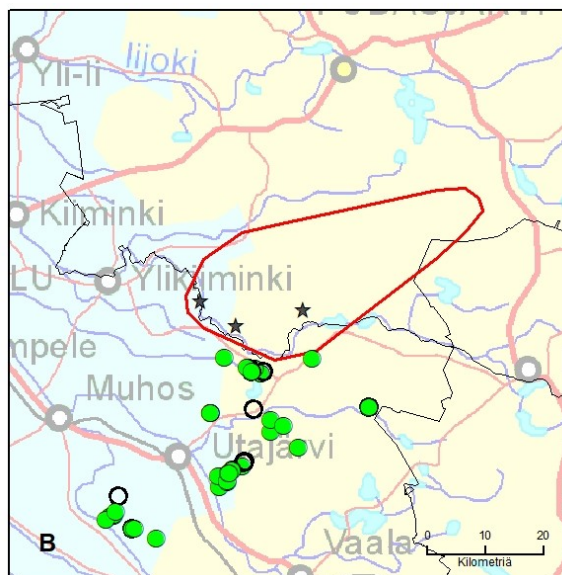 Yli-Ii
Iijoki
Kiiminki
LU
Ylikiiminki
mpele
Muhos
Utajärvi
B
Vaala
0 10 20
Kilometriä